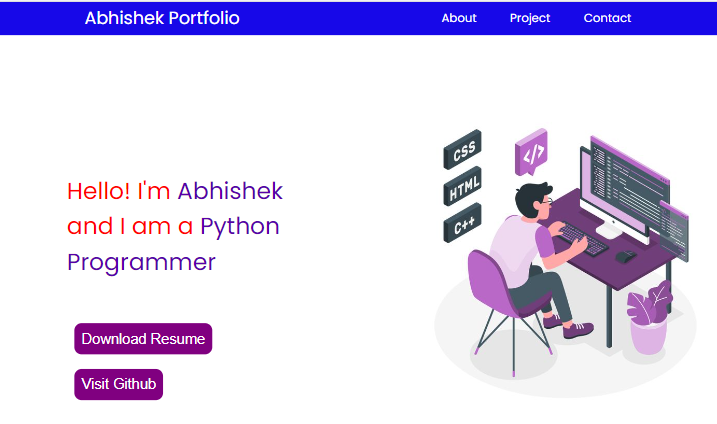 Abhishek Portfolio
About Project Contact
Hello! I'm Abhishek
and I am a Python
Programmer
Download Resume
Visit Github
CSS
</>
HTML
C++